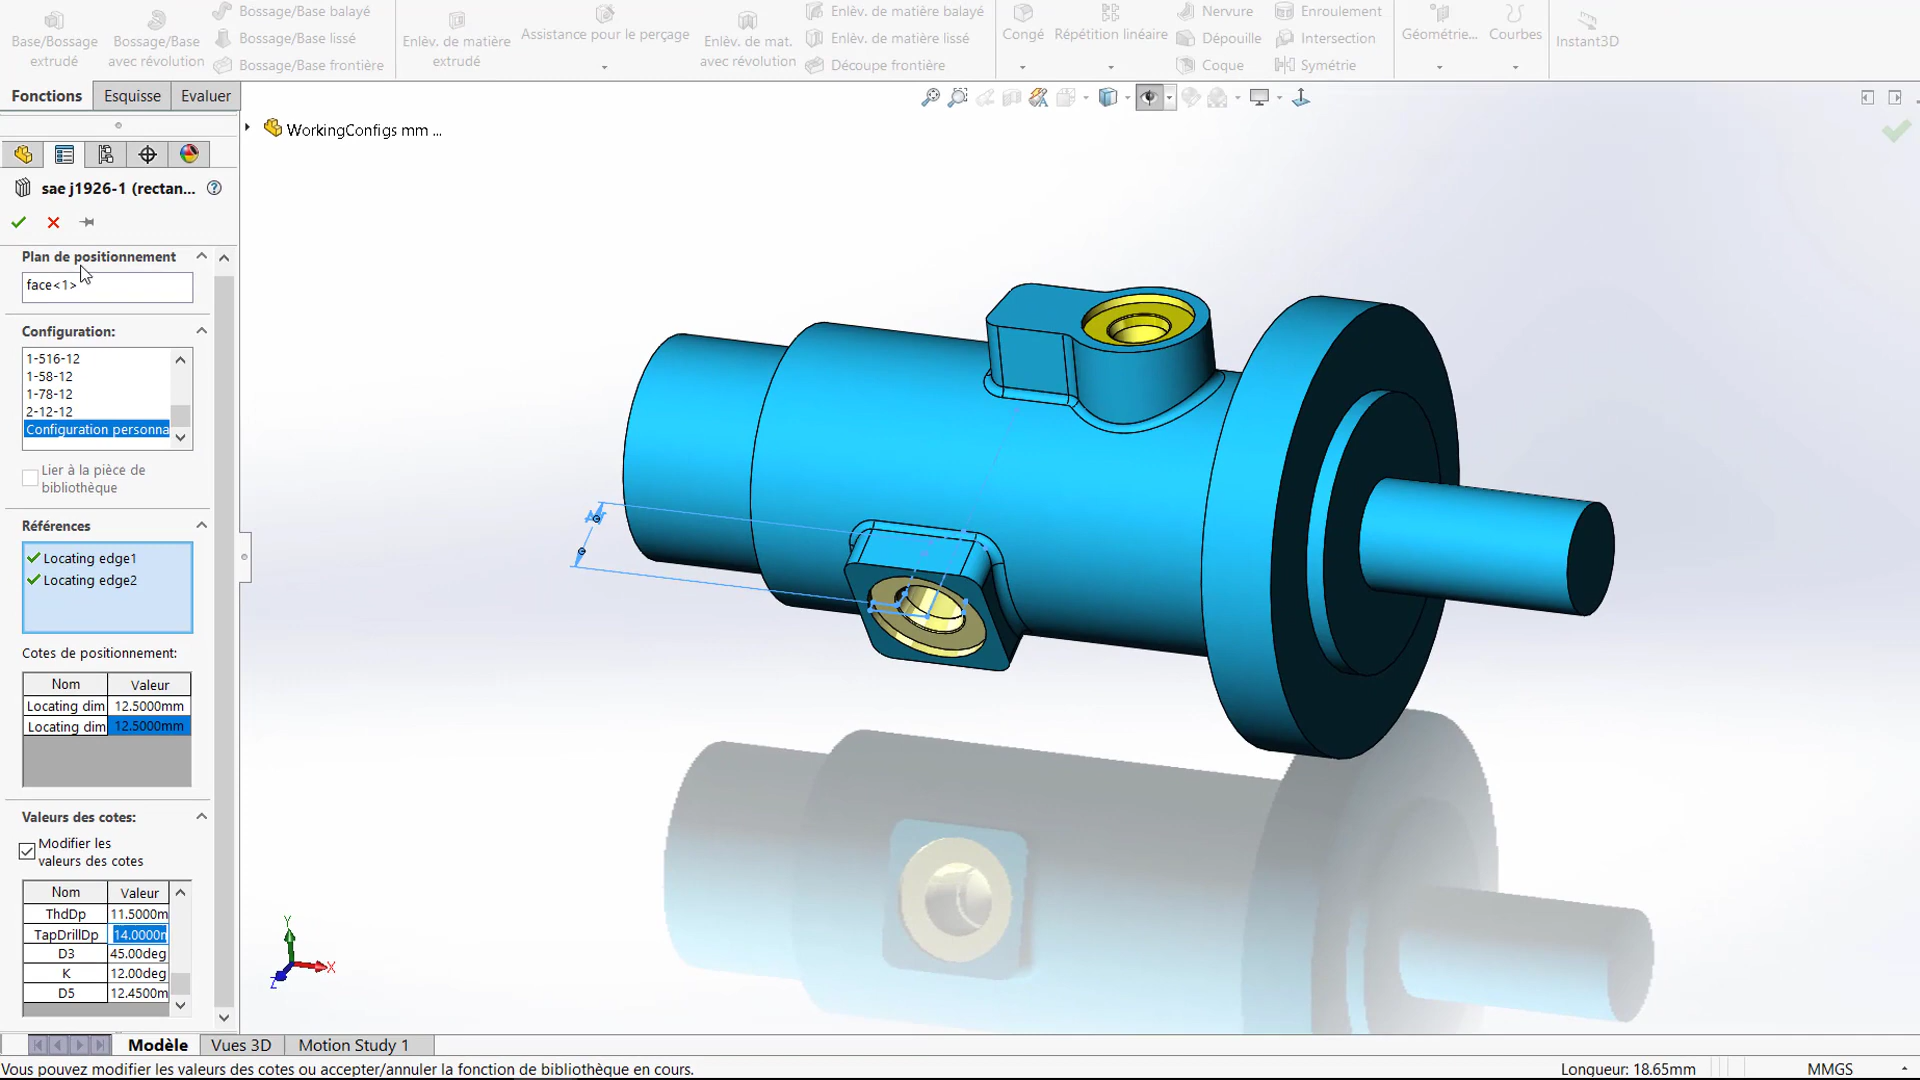 Base/Bossage
extrudé
Bossage/Base
avec révolution
Bossage/Base balayé
Bossage/Base lissé
Bossage/Base frontière
Enlèv. de matière
extrudé
Assistance pour le perçage
Enlèv. de mat.
avec révolution
Enlèv. de matière balayé
Enlèv. de matière lissé
Découpe frontière
Congé
Répétition linéaire
Nervure
Dépouille
Coque
Enroulement
Intersection
Symétrie
Géométrie...
Courbes
Instant3D
Fonctions
Esquisse
Evaluer
WorkingConfigs mm ...
sae j1926-1 (rectan...
Plan de positionnement
face<1>
Configuration:
1-516-12
1-58-12
1-78-12
2-12-12
Configuration personna
Lier à la pièce de
bibliothèque
Références
Locating edge1
Locating edge2
Cotes de positionnement:
Nom Valeur
Locating dim 12.5000mm
Locating dim 12.5000mm
Valeurs des cotes:
Modifier les
valeurs des cotes
Nom Valeur
ThdDp 11.5000m
TapDrillDp 14.0000m
D3 45.00deg
K 12.00deg
D5 12.4500m
Y
X
Z
Modèle Vues 3D Motion Study 1
Vous pouvez modifier les valeurs des cotes ou accepter/annuler la fonction de bibliothèque en cours.
Longueur: 18.65mm
MMGS